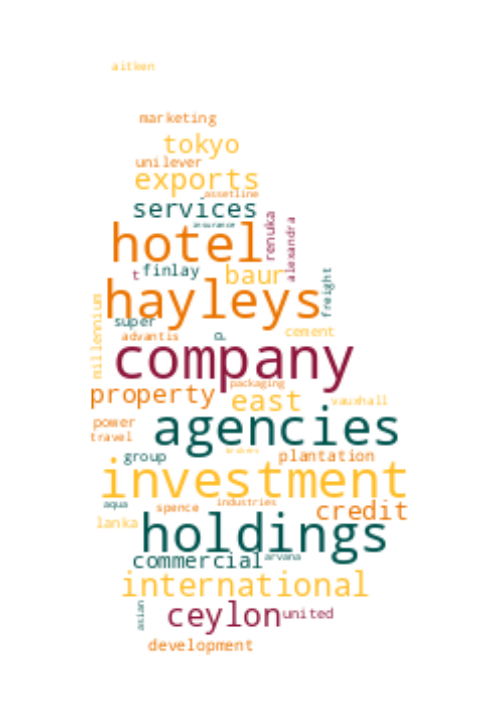 aitken
marketing
tokyo
unilever
exports
assetline
services
renuka
alexandra
insurance
hotel
t
finlay
baur
freight
hayleys
millennium
super
advantis
cement
company
packaging
property
east
vauxhall
power
agencies
travel
brokers
group
plantation
investment
aqua
spence
industries
credit
lanka
holdings
commercial
arvana
international
asian
ceylon
united
development